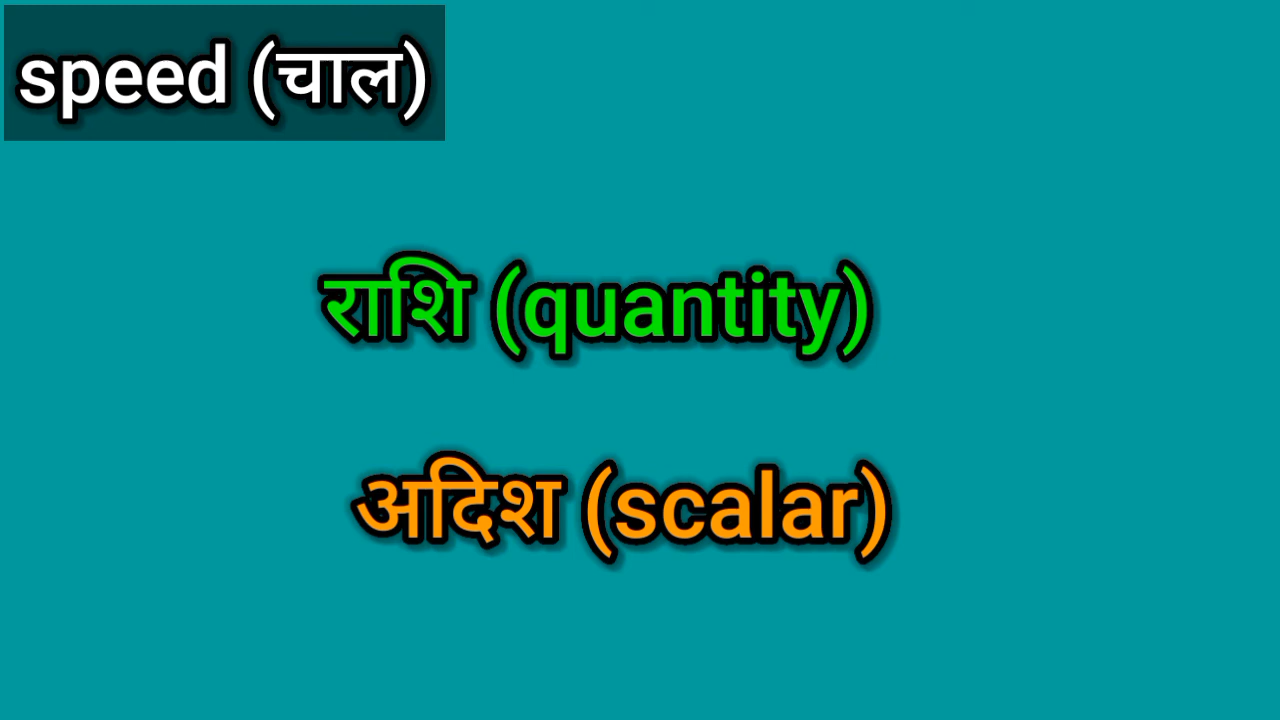 speed (चाल)
राशि (quantity)
अदिश (scalar)